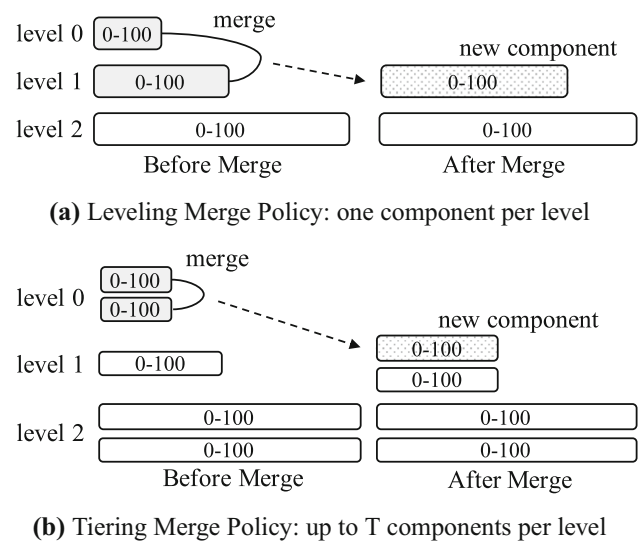 merge
level 0 0-100
new component
level 1 0-100 0-100
level 2 0-100 0-100
Before Merge After Merge
(a) Leveling Merge Policy: one component per level
merge
0-100
level 0
0-100
new component
0-100
level 1 0-100
0-100
0-100 0-100
level 2
0-100 0-100
Before Merge After Merge
(b) Tiering Merge Policy: up to T components per level